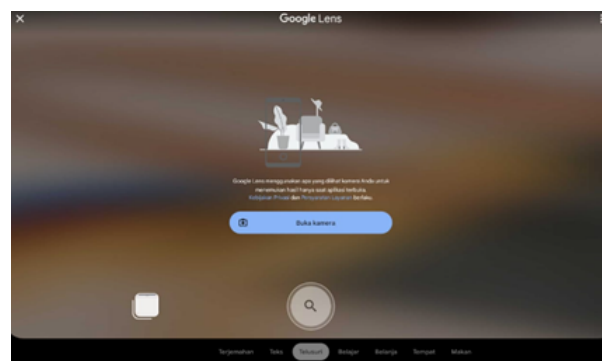 Google Lens
Google Lens menggunakan apa yang dilihat kamera Anda untuk
menemukan hasil hanya saat aplikasi terbuka.
Kebijakan Privasi dan Persyaratan Layanan berlaku.
Buka kamera
Terjemahan Teks Telusuri Belajar Belanja Tempat Makan